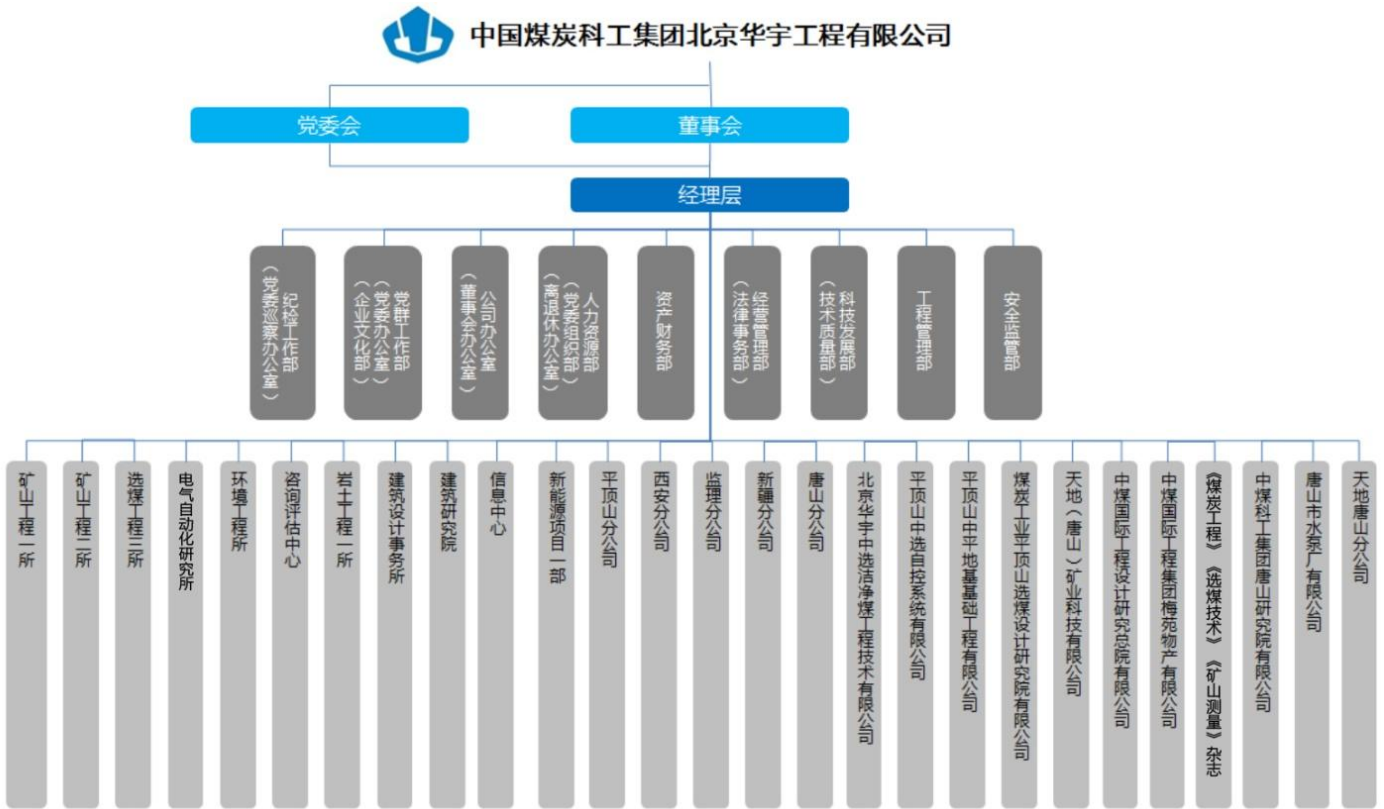 中国煤炭科工集团北京华宇工程有限公司
党委会
董事会
经理层
纪检工作部
（党委巡察办公室）
党群工作部
（党委办公室）
（企业文化部）
公司办公室
（董事会办公室）
人力资源部
（党委组织部）
（离退休办公室）
资产财务部
经营管理部
（法律事务部）
科技发展部
（技术质量部）
工程管理部
安全监管部
矿山工程一所
矿山工程二所
选煤工程三所
电气自动化研究所
环境工程所
咨询评估中心
岩土工程一所
建筑设计事务所
建筑研究院
信息中心
新能源项目一部
平顶山分公司
西安分公司
监理分公司
新疆分公司
唐山分公司
北京华宇中选洁净煤工程技术有限公司
平顶山中选自控系统有限公司
平顶山中平地基基础工程有限公司
煤炭工业平顶山选煤设计研究院有限公司
天地（唐山）矿业科技有限公司
中煤国际工程设计研究总院有限公司
中煤国际工程集团梅苑物产有限公司
《煤炭工程》《选煤技术》《矿山测量》杂志
中煤科工集团唐山研究院有限公司
唐山市水泵厂有限公司
天地唐山分公司